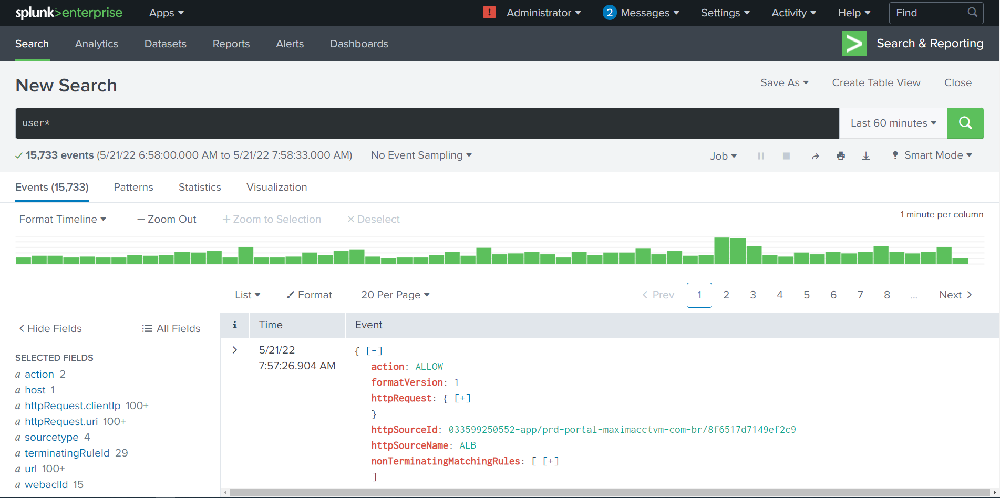 splunk>enterprise Apps ! Administrator 2 Messages Settings Activity Help Find
Search Analytics Datasets Reports Alerts Dashboards > Search & Reporting
New Search Save As Create Table View Close
user* Last 60 minutes
✓ 15,733 events (5/21/22 6:58:00.000 AM to 5/21/22 7:58:33.000 AM) No Event Sampling Job Smart Mode
Events (15,733) Patterns Statistics Visualization
Format Timeline — Zoom Out + Zoom to Selection × Deselect 1 minute per column
List Format 20 Per Page < Prev 1 2 3 4 5 6 7 8 ... Next >
< Hide Fields All Fields i Time Event
SELECTED FIELDS
a action 2
a host 1
a httpRequest.clientIp 100+
a httpRequest.uri 100+
a sourcetype 4
a terminatingRuleId 29
a url 100+
a webaclId 15
> 5/21/22
7:57:26.904 AM
{ [-]
action: ALLOW
formatVersion: 1
httpRequest: { [+]
}
httpSourceId: 033599250552-app/prd-portal-maximacctvm-com-br/8f6517d7149ef2c9
httpSourceName: ALB
nonTerminatingMatchingRules: [ [+]
]